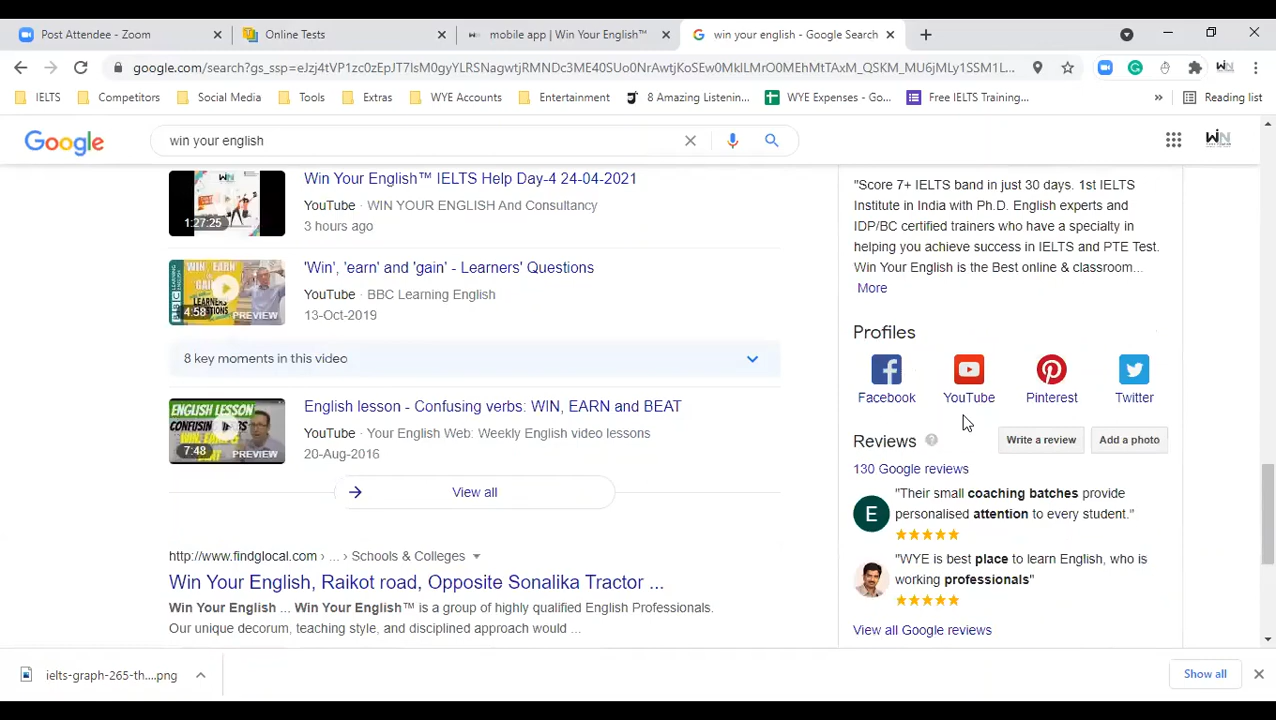 Post Attendee - Zoom
Online Tests
mobile app | Win Your English™
win your english - Google Search
google.com/search?gs_ssp=eJzj4tVP1zc0zEpJT7IsM0gyYLRSNagwtjRMNDc3ME40SUo0NrAwtiKoSEw0MklLMrO0MEhMtTAxM_QSKM_MU6jMLy1SSM1L...
IELTS
Competitors
Social Media
Tools
Extras
WYE Accounts
Entertainment
8 Amazing Listenin...
WYE Expenses - Go...
Free IELTS Training...
Reading list
Google
win your english
WIN
Win Your English™ IELTS Help Day-4 24-04-2021
YouTube · WIN YOUR ENGLISH And Consultancy
3 hours ago
1:27:25
'Win', 'earn' and 'gain' - Learners' Questions
YouTube · BBC Learning English
13-Oct-2019
WIN, EARN
& GAIN
LEARNERS'
QUESTIONS
4:58
PREVIEW
8 key moments in this video
English lesson - Confusing verbs: WIN, EARN and BEAT
YouTube · Your English Web: Weekly English video lessons
20-Aug-2016
ENGLISH LESSON
7:48
PREVIEW
View all
http://www.findglocal.com › ... › Schools & Colleges
Win Your English, Raikot road, Opposite Sonalika Tractor ...
Win Your English ... Win Your English™ is a group of highly qualified English Professionals.
Our unique decorum, teaching style, and disciplined approach would ...
"Score 7+ IELTS band in just 30 days. 1st IELTS
Institute in India with Ph.D. English experts and
IDP/BC certified trainers who have a specialty in
helping you achieve success in IELTS and PTE Test.
Win Your English is the Best online & classroom...
More
Profiles
Facebook
YouTube
Pinterest
Twitter
Reviews
Write a review
Add a photo
130 Google reviews
E
"Their small coaching batches provide
personalised attention to every student."
"WYE is best place to learn English, who is
working professionals"
View all Google reviews
ielts-graph-265-th....png
Show all